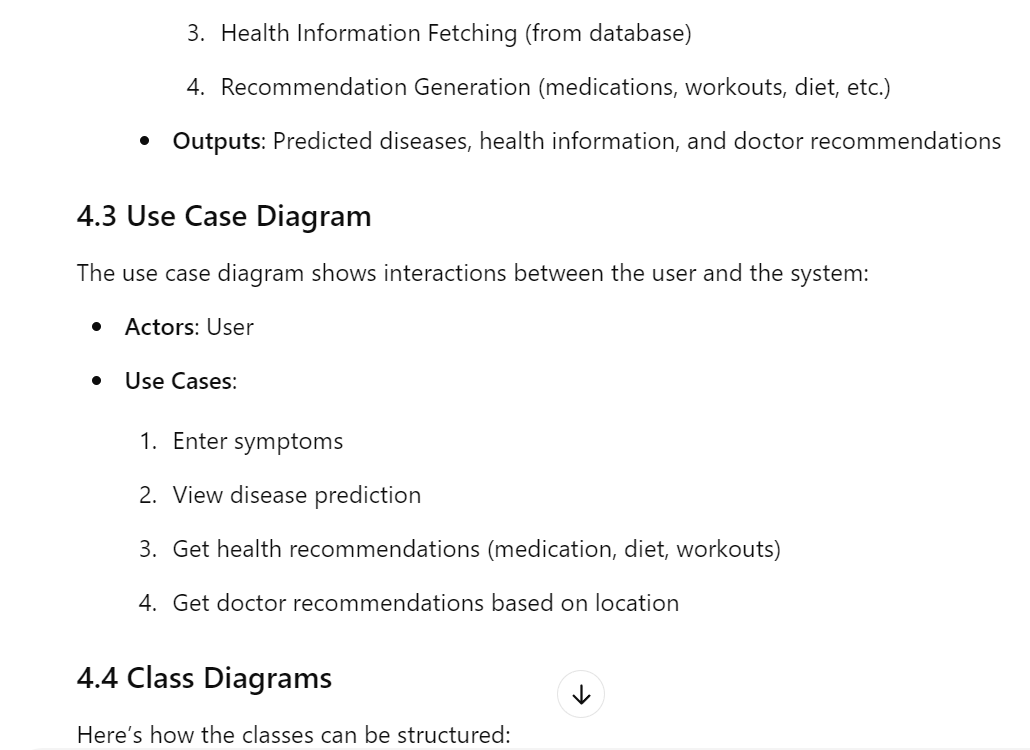 3. Health Information Fetching (from database)
4. Recommendation Generation (medications, workouts, diet, etc.)
• Outputs: Predicted diseases, health information, and doctor recommendations
4.3 Use Case Diagram
The use case diagram shows interactions between the user and the system:
• Actors: User
• Use Cases:
1. Enter symptoms
2. View disease prediction
3. Get health recommendations (medication, diet, workouts)
4. Get doctor recommendations based on location
4.4 Class Diagrams
Here’s how the classes can be structured: